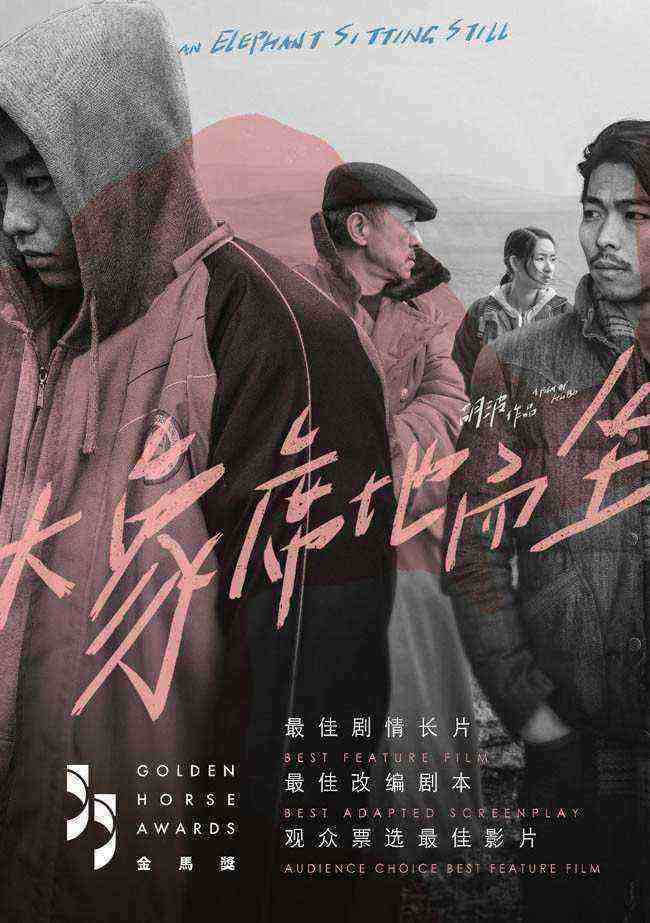 AN ELEPHANT SITTING STILL
胡波作品
A FILM BY HU BO
大象席地而坐
最佳剧情长片
BEST FEATURE FILM
最佳改编剧本
BEST ADAPTED SCREENPLAY
观众票选最佳影片
AUDIENCE CHOICE BEST FEATURE FILM
GOLDEN
HORSE
AWARDS
金馬獎